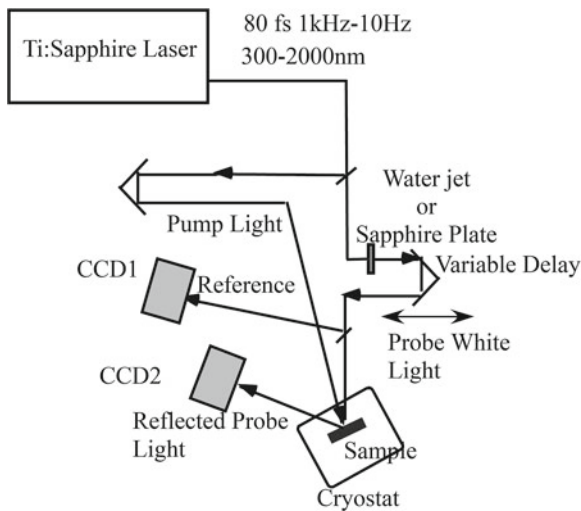 80 fs 1kHz-10Hz
Ti:Sapphire Laser
300-2000nm
Water jet
or
Sapphire Plate
Pump Light
Variable Delay
CCD1
Reference
Probe White
Light
CCD2
Reflected Probe
Light
Sample
Cryostat